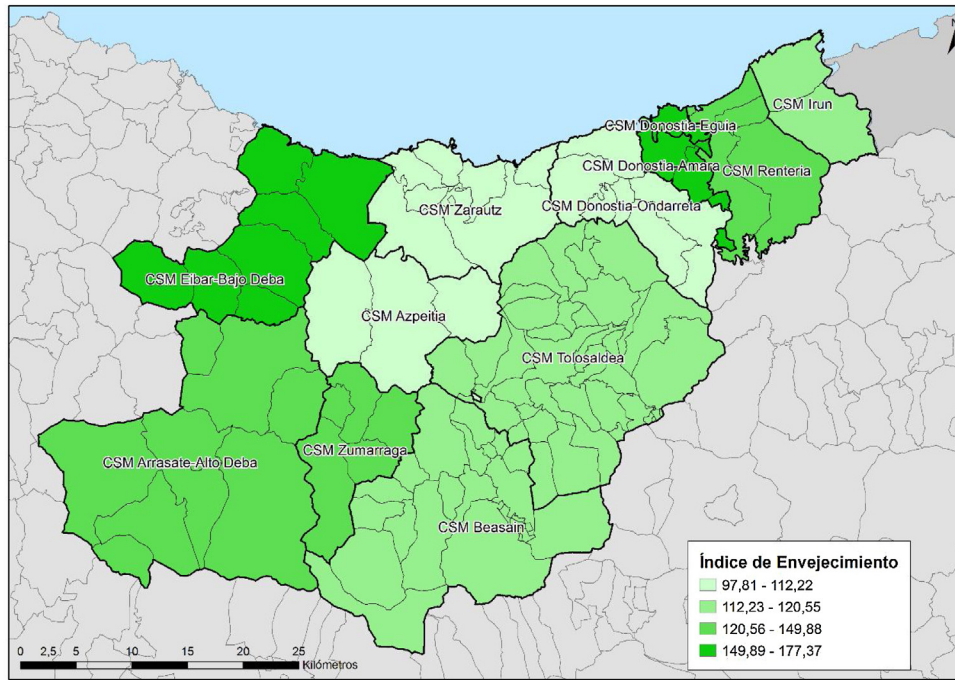 N
CSM Irun
CSM Donostia-Eguia
CSM Donostia-Amara
CSM Renteria
CSM Zarautz
CSM Donostia-Ondarreta
CSM Eibar-Bajo Deba
CSM Azpeitia
CSM Tolosaldea
CSM Zumarraga
CSM Arrasate-Alto Deba
CSM Beasain
Índice de Envejecimiento
97,81 - 112,22
112,23 - 120,55
120,56 - 149,88
149,89 - 177,37
0 2,5 5 10 15 20 25
Kilómetros